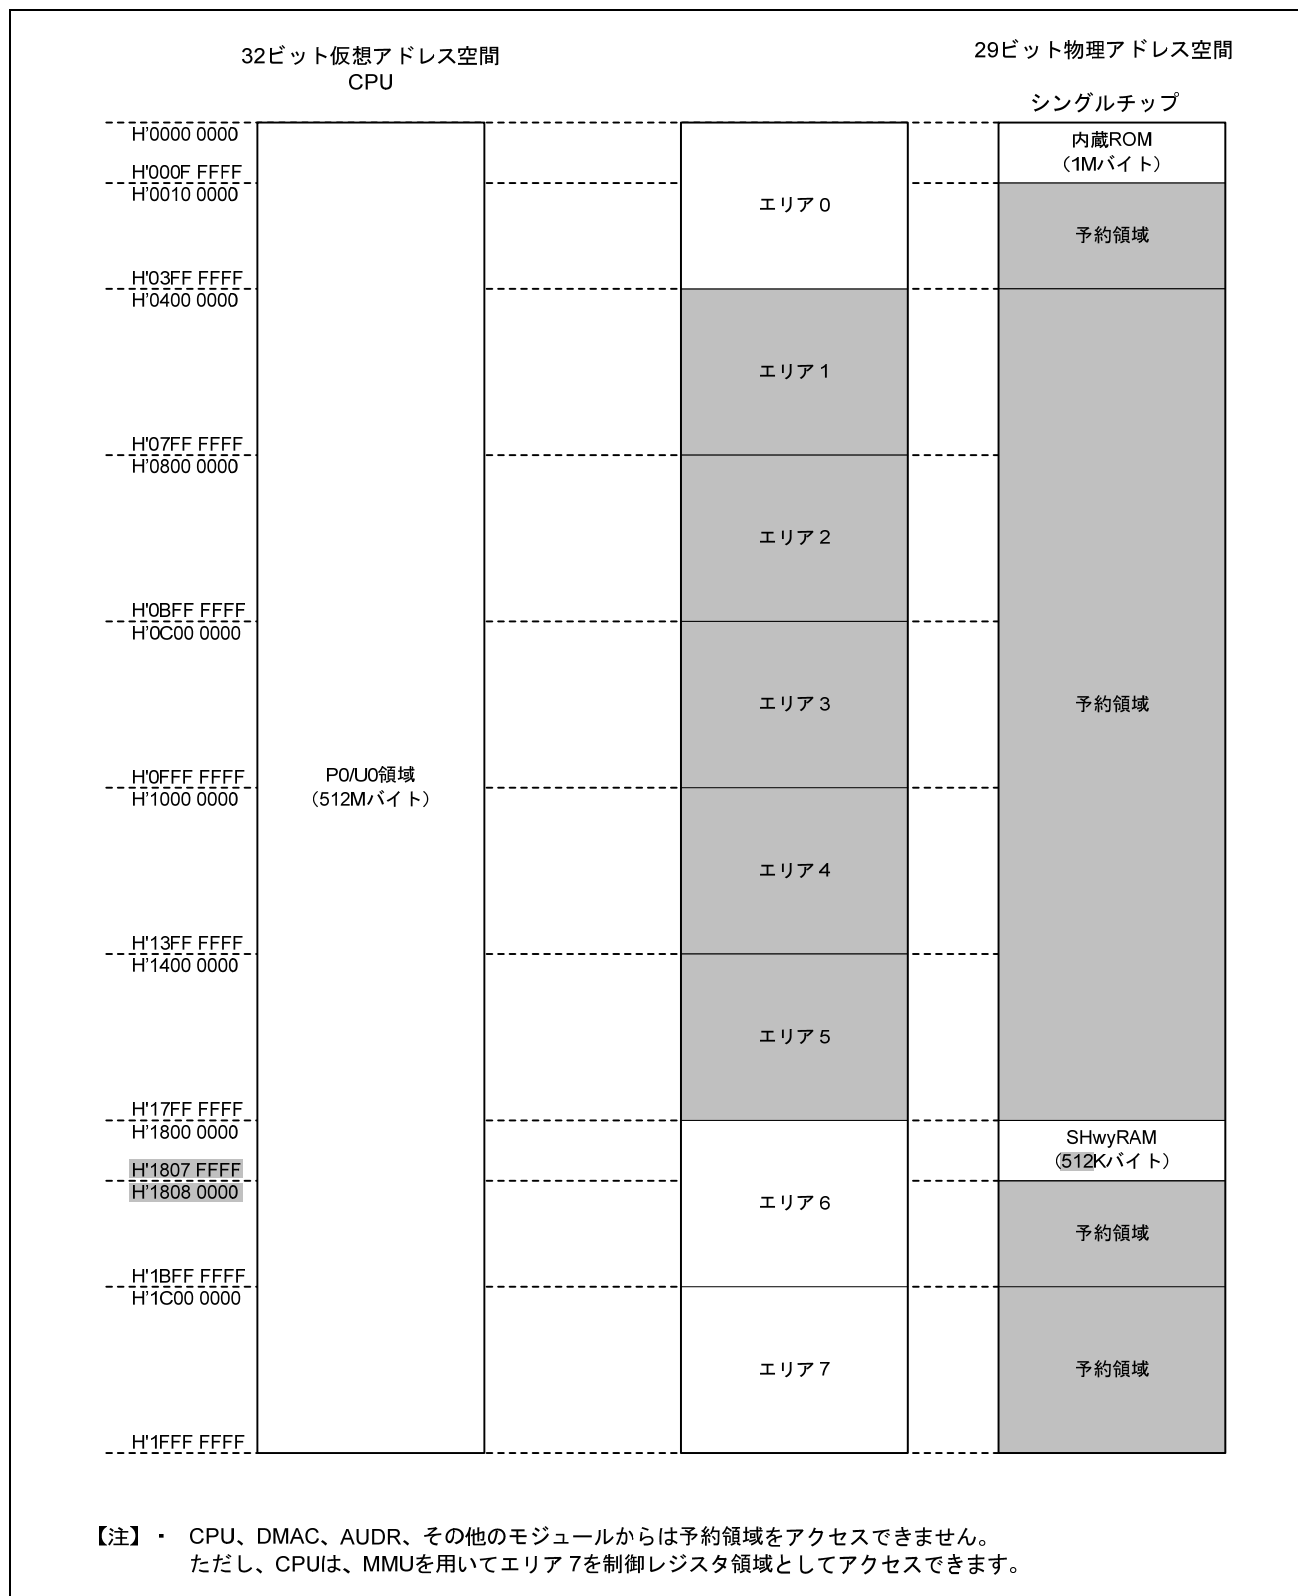 32ビット仮想アドレス空間
CPU
29ビット物理アドレス空間
シングルチップ
H'0000 0000
H'000F FFFF
H'0010 0000
H'03FF FFFF
H'0400 0000
H'07FF FFFF
H'0800 0000
H'0BFF FFFF
H'0C00 0000
H'0FFF FFFF
H'1000 0000
H'13FF FFFF
H'1400 0000
H'17FF FFFF
H'1800 0000
H'1807 FFFF
H'1808 0000
H'1BFF FFFF
H'1C00 0000
H'1FFF FFFF
P0/U0領域
（512Mバイト）
エリア 0
エリア 1
エリア 2
エリア 3
エリア 4
エリア 5
エリア 6
エリア 7
内蔵ROM
（1Mバイト）
予約領域
予約領域
SHwyRAM
（512Kバイト）
予約領域
予約領域
【注】・ CPU、DMAC、AUDR、その他のモジュールからは予約領域をアクセスできません。
ただし、CPUは、MMUを用いてエリア 7を制御レジスタ領域としてアクセスできます。